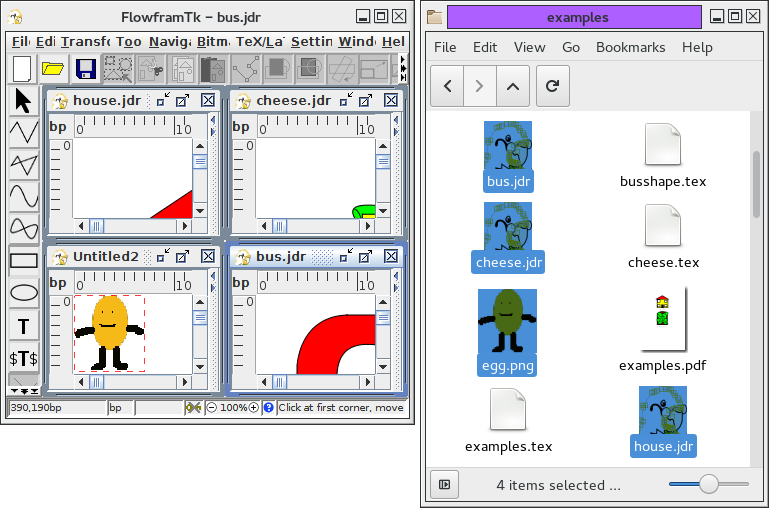 FlowframTk – bus.jdr
File Edi Transfo Too Naviga Bitma TeX/La Settin Windo Hel
house.jdr
bp 0 10
0
cheese.jdr
bp 0 10
0
Untitled2
bp 0 10
0
bus.jdr
bp 0 10
0
T
$T$
390,190bp bp 100% Click at first corner, move
examples
File Edit View Go Bookmarks Help
bus.jdr
busshape.tex
cheese.jdr
cheese.tex
egg.png
examples.pdf
examples.tex
house.jdr
4 items selected ...